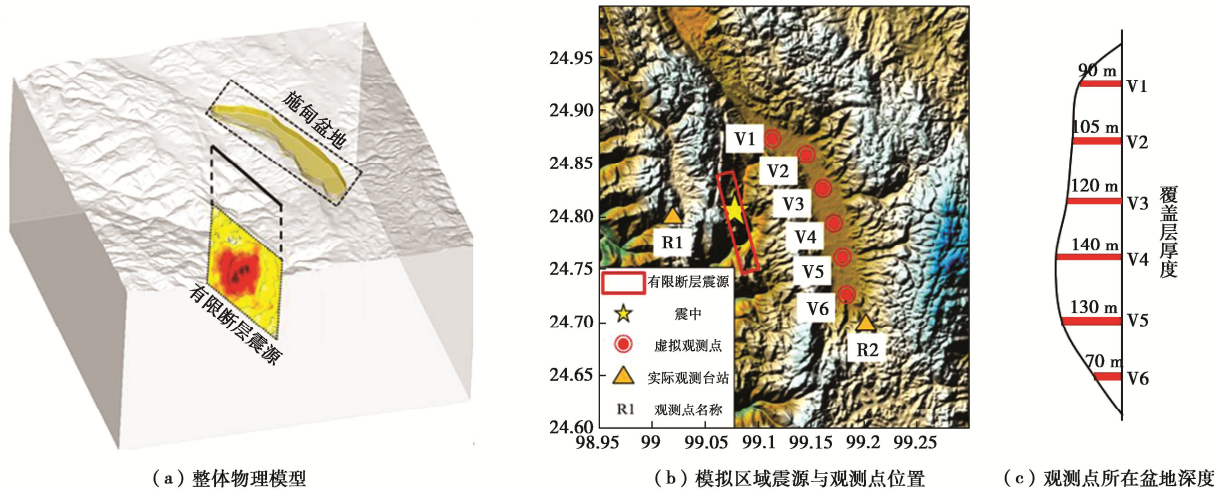 施甸盆地
有限断层震源
(a)整体物理模型
24.95
24.90
24.85
24.80
24.75
24.70
24.65
24.60
98.95
99
99.05
99.1
99.15
99.2
99.25
V1
V2
V3
V4
V5
V6
R1
R2
有限断层震源
震中
虚拟观测点
实际观测台站
R1 观测点名称
(b)模拟区域震源与观测点位置
90 m V1
105 m V2
120 m V3
140 m V4
130 m V5
70 m V6
覆盖层厚度
(c)观测点所在盆地深度